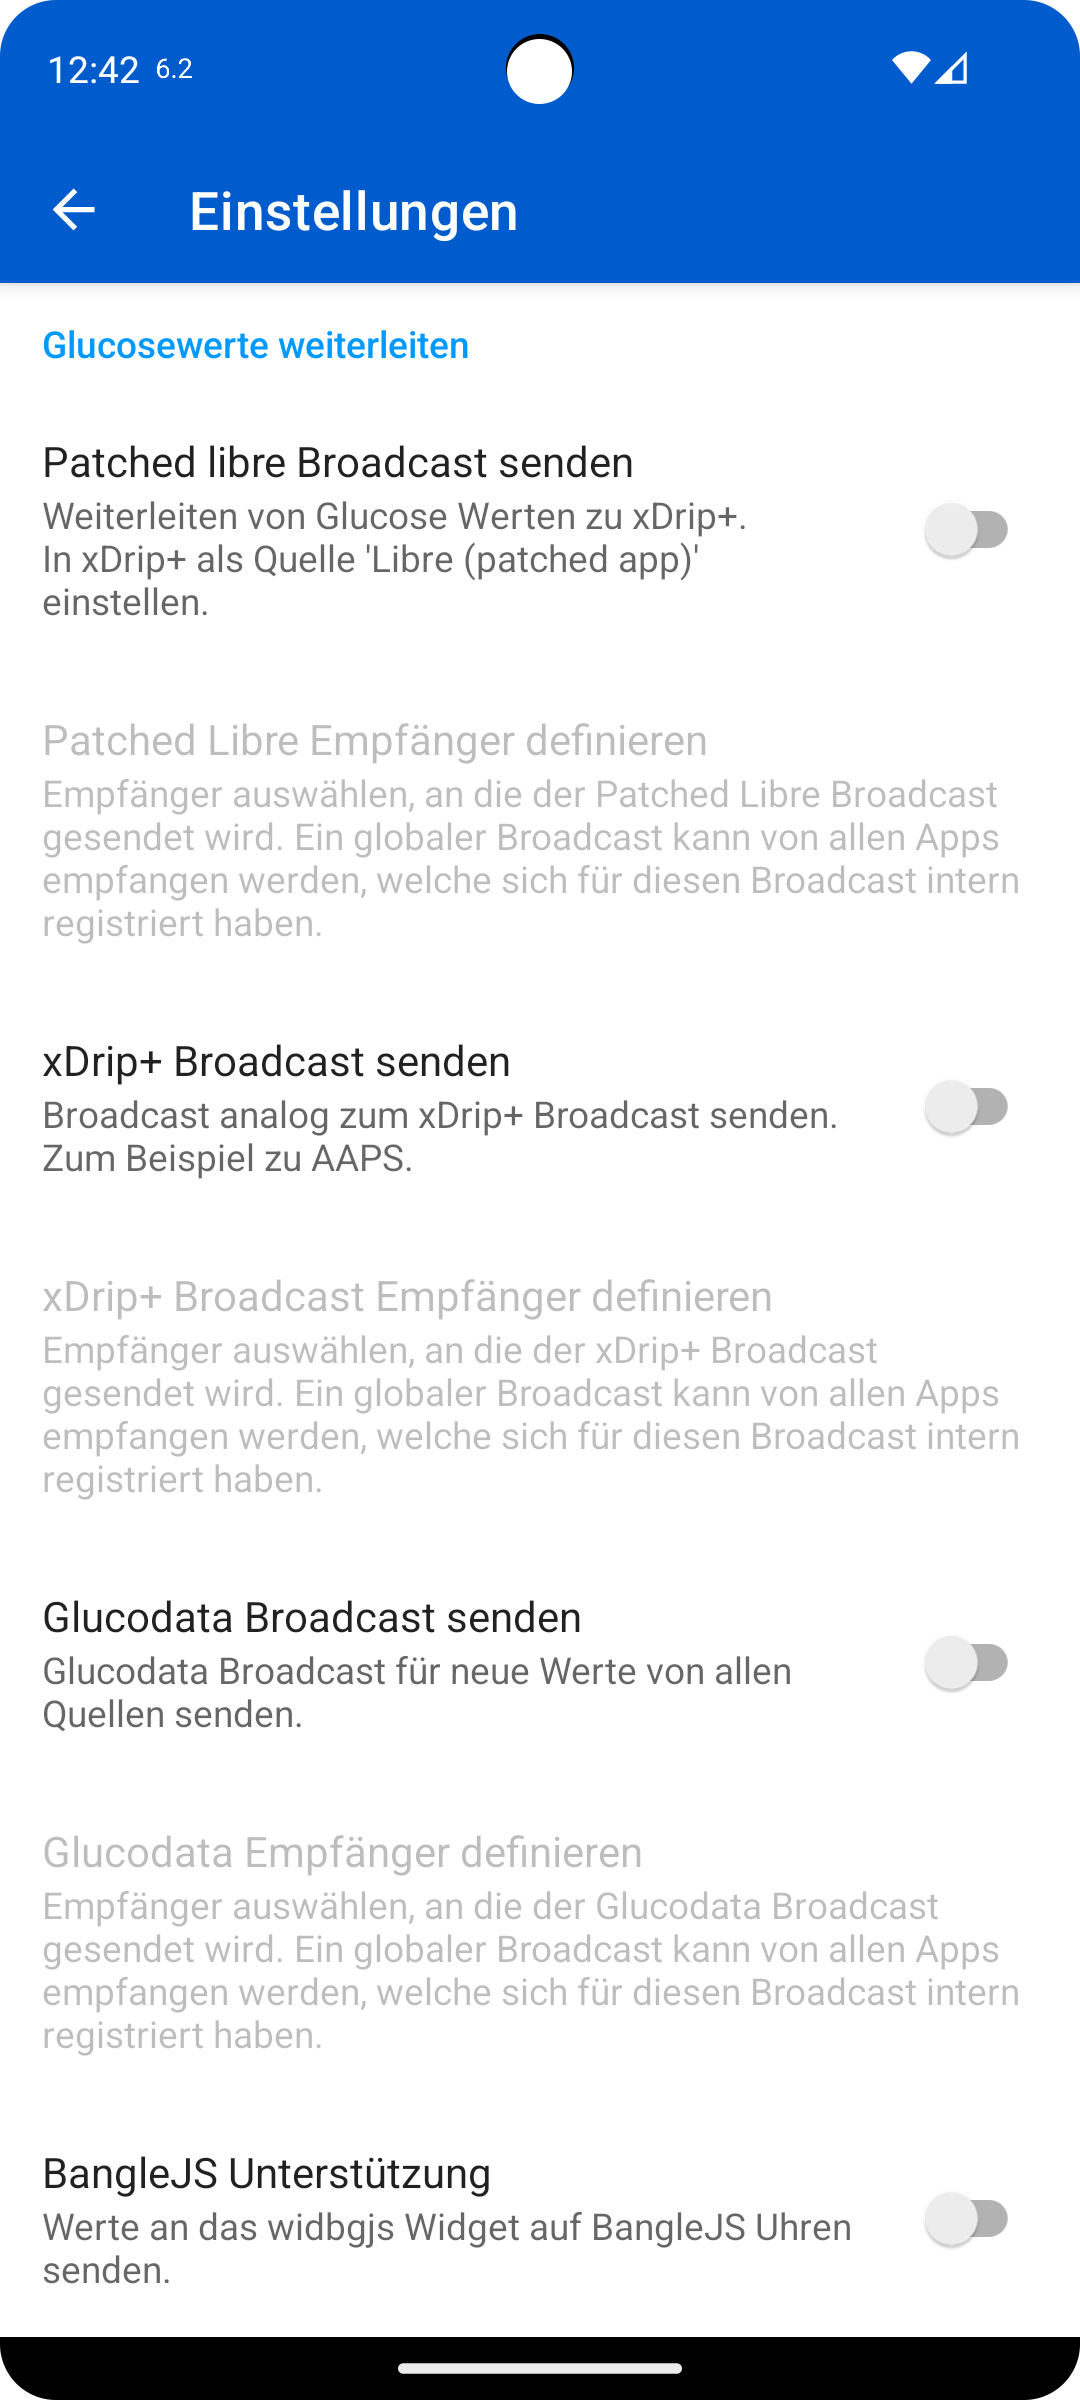 12:42 6.2
Einstellungen
Glucosewerte weiterleiten
Patched libre Broadcast senden
Weiterleiten von Glucose Werten zu xDrip+.
In xDrip+ als Quelle 'Libre (patched app)'
einstellen.
Patched Libre Empfänger definieren
Empfänger auswählen, an die der Patched Libre Broadcast
gesendet wird. Ein globaler Broadcast kann von allen Apps
empfangen werden, welche sich für diesen Broadcast intern
registriert haben.
xDrip+ Broadcast senden
Broadcast analog zum xDrip+ Broadcast senden.
Zum Beispiel zu AAPS.
xDrip+ Broadcast Empfänger definieren
Empfänger auswählen, an die der xDrip+ Broadcast
gesendet wird. Ein globaler Broadcast kann von allen Apps
empfangen werden, welche sich für diesen Broadcast intern
registriert haben.
Glucodata Broadcast senden
Glucodata Broadcast für neue Werte von allen
Quellen senden.
Glucodata Empfänger definieren
Empfänger auswählen, an die der Glucodata Broadcast
gesendet wird. Ein globaler Broadcast kann von allen Apps
empfangen werden, welche sich für diesen Broadcast intern
registriert haben.
BangleJS Unterstützung
Werte an das widbgjs Widget auf BangleJS Uhren
senden.